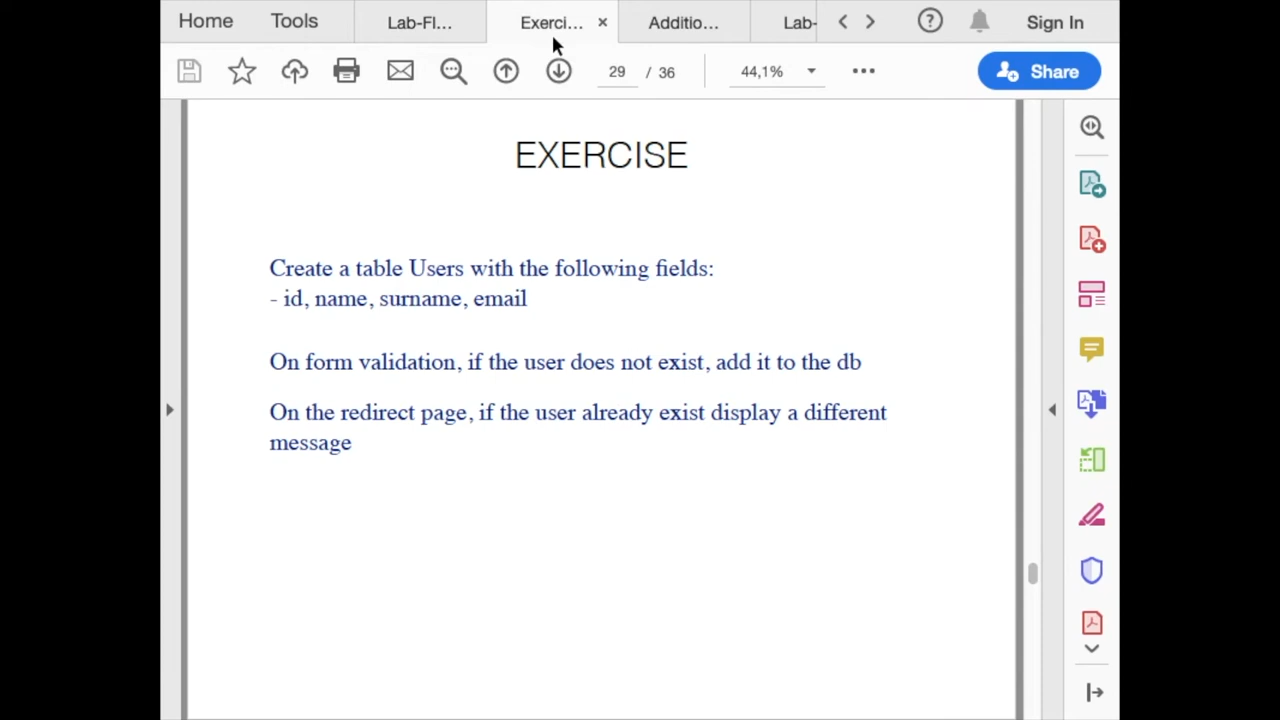 Home Tools Lab-Fl... Exerci... × Additio... Lab- Sign In
29 / 36 44,1% Share
EXERCISE
Create a table Users with the following fields:
- id, name, surname, email
On form validation, if the user does not exist, add it to the db
On the redirect page, if the user already exist display a different
message